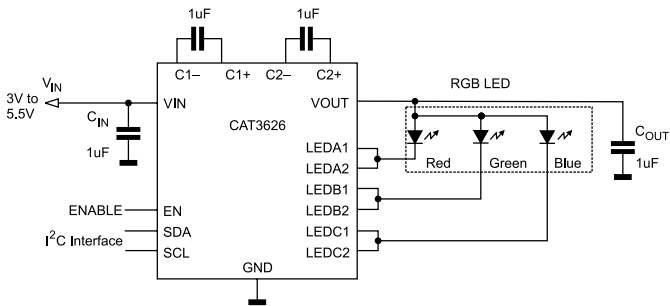 1uF
1uF
C1– C1+ C2– C2+
RGB LED
VIN
3V to
5.5V
VIN
VOUT
CIN
1uF
CAT3626
COUT
1uF
LEDA1
LEDA2
Red Green Blue
LEDB1
LEDB2
ENABLE
EN
I2C Interface
SDA
SCL
LEDC1
LEDC2
GND